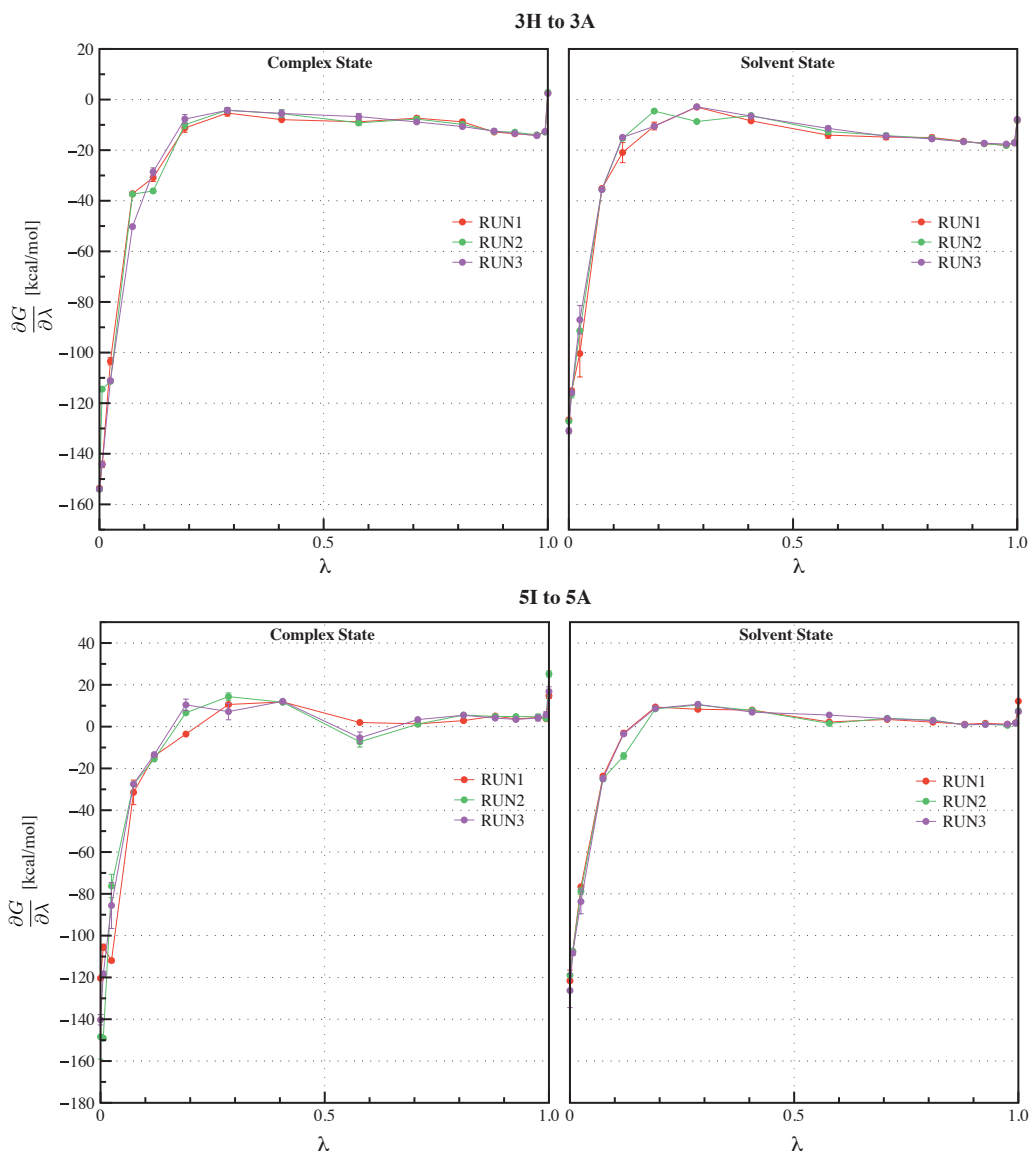 3H to 3A
Complex State
Solvent State
20
0
−20
−40
−60
−80
−100
−120
−140
−160
∂G
∂λ
[kcal/mol]
RUN1
RUN2
RUN3
RUN1
RUN2
RUN3
0
0.5
1.0
0
0.5
1.0
λ
λ
5I to 5A
Complex State
Solvent State
40
20
0
−20
−40
−60
−80
−100
−120
−140
−160
−180
∂G
∂λ
[kcal/mol]
RUN1
RUN2
RUN3
RUN1
RUN2
RUN3
0
0.5
1.0
0
0.5
1.0
λ
λ